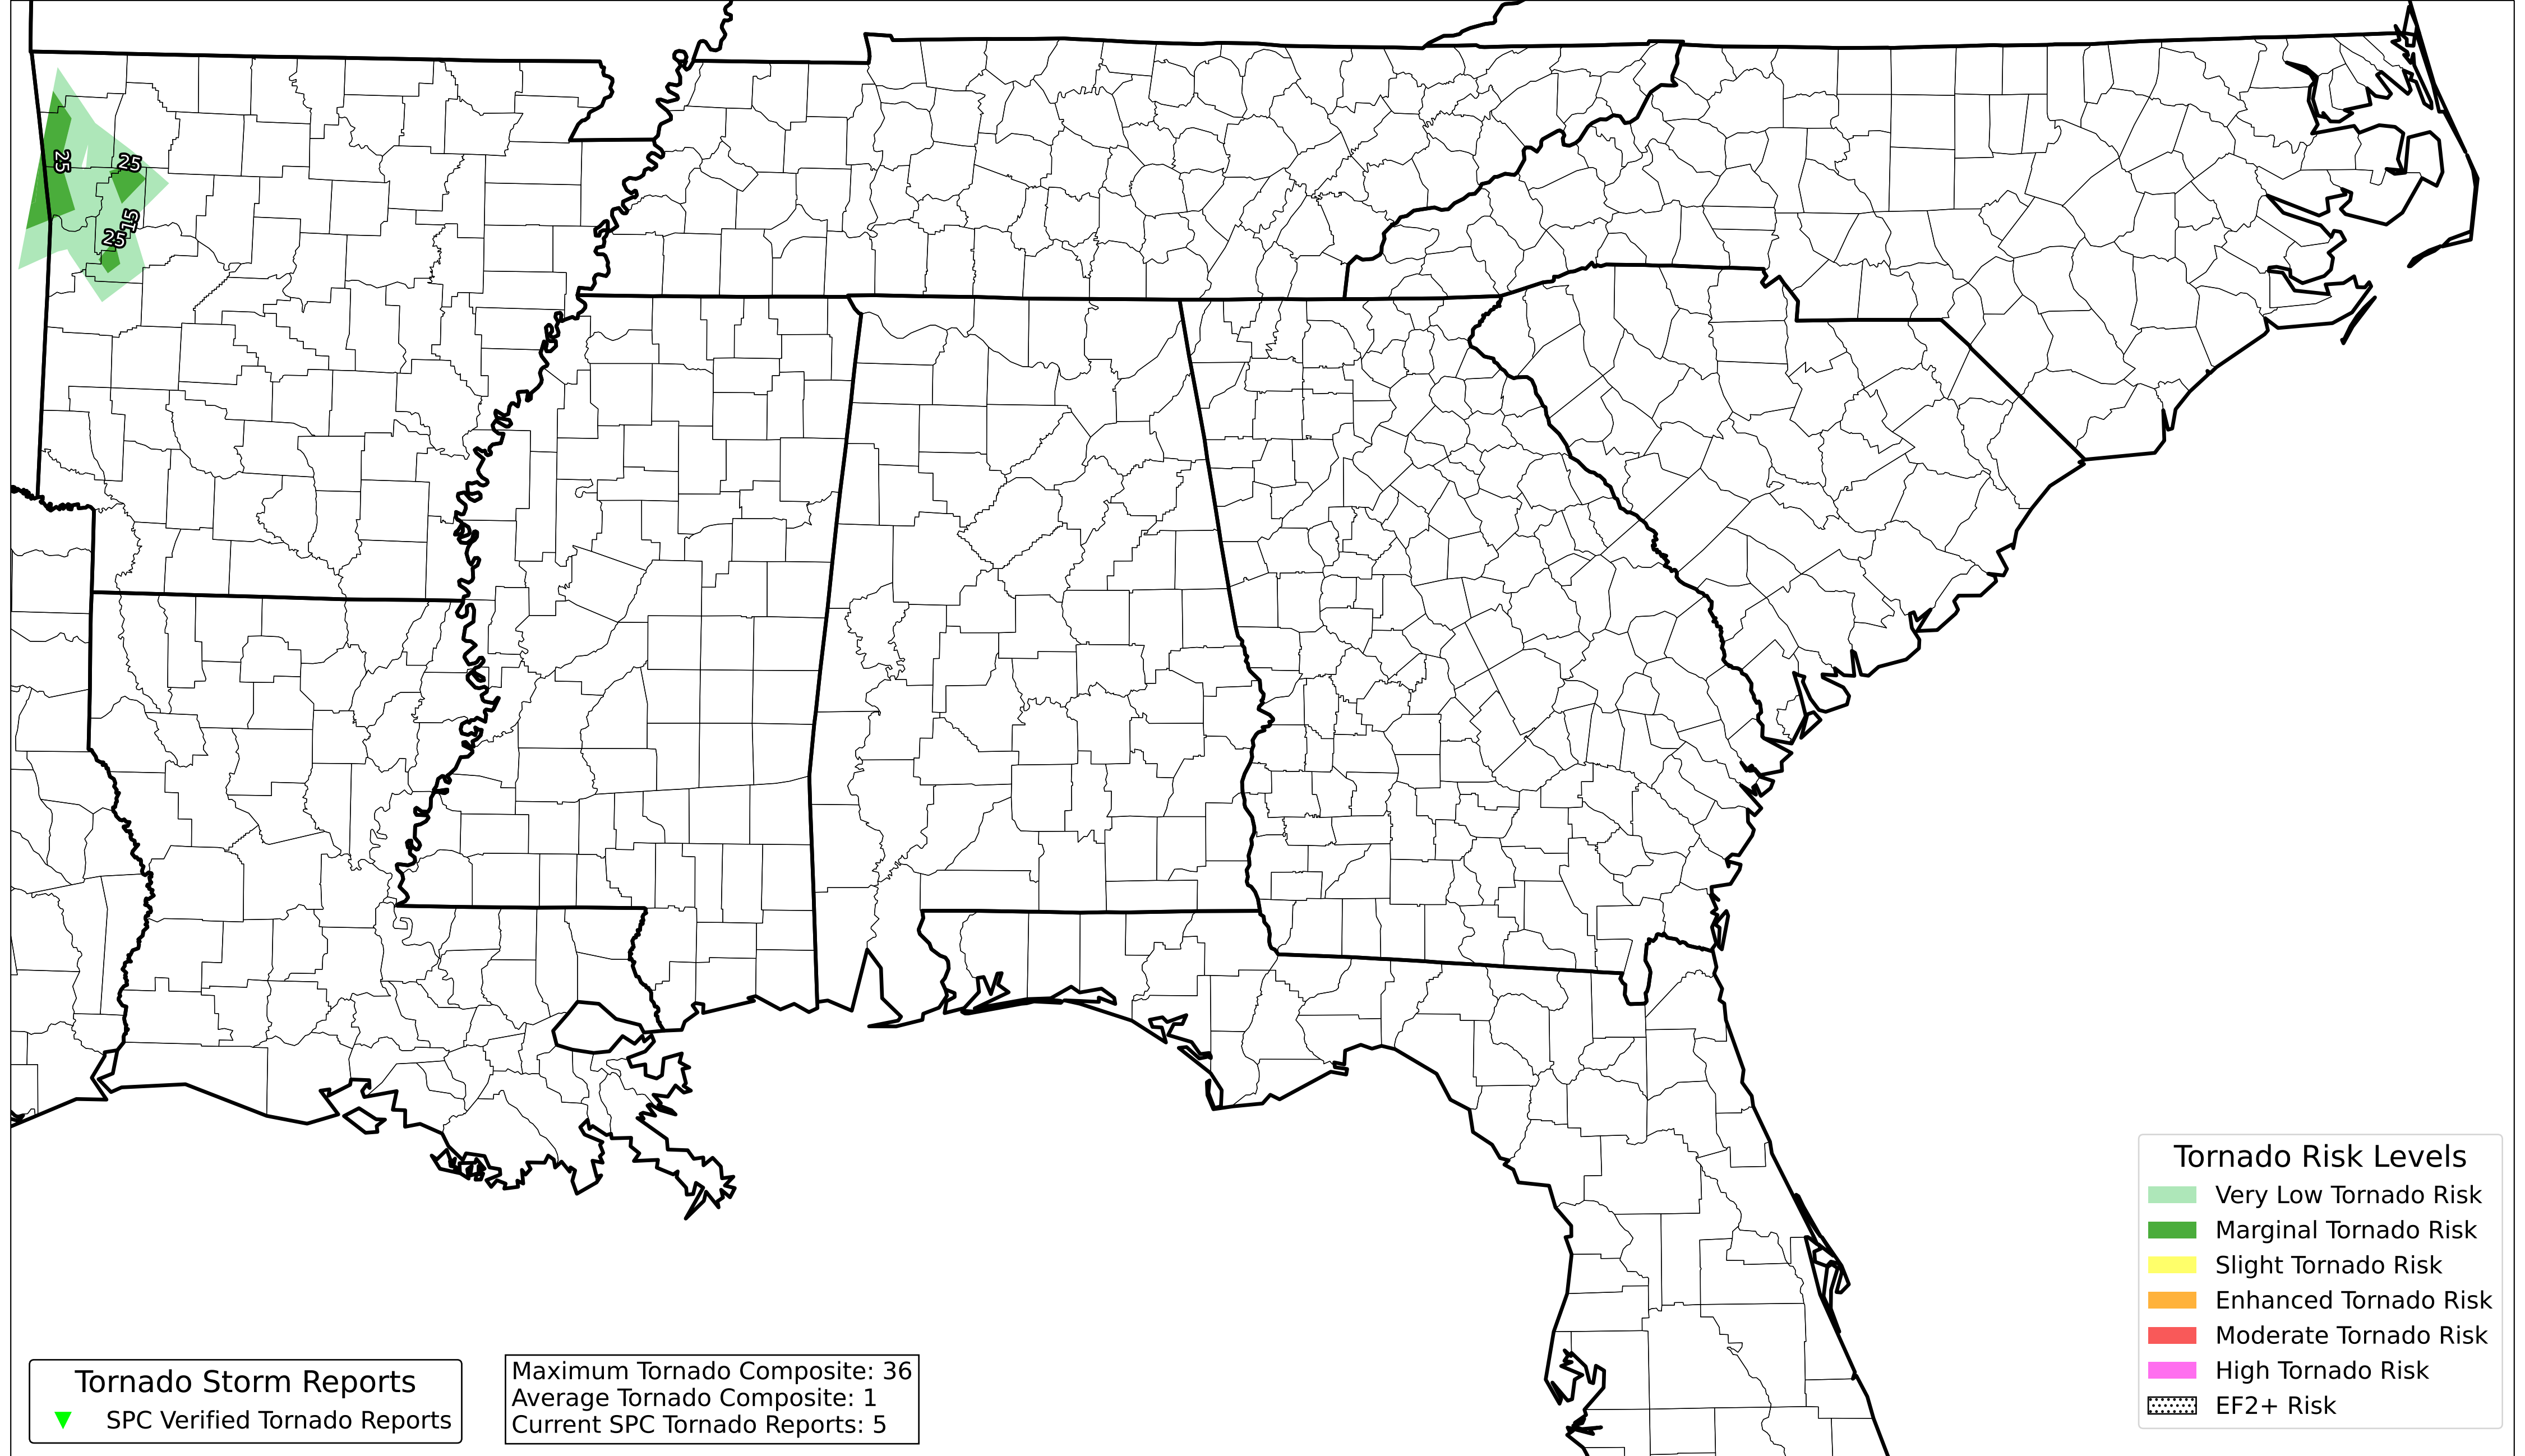 25
25
15
25
Tornado Storm Reports
SPC Verified Tornado Reports
Maximum Tornado Composite: 36
Average Tornado Composite: 1
Current SPC Tornado Reports: 5
Tornado Risk Levels
Very Low Tornado Risk
Marginal Tornado Risk
Slight Tornado Risk
Enhanced Tornado Risk
Moderate Tornado Risk
High Tornado Risk
EF2+ Risk